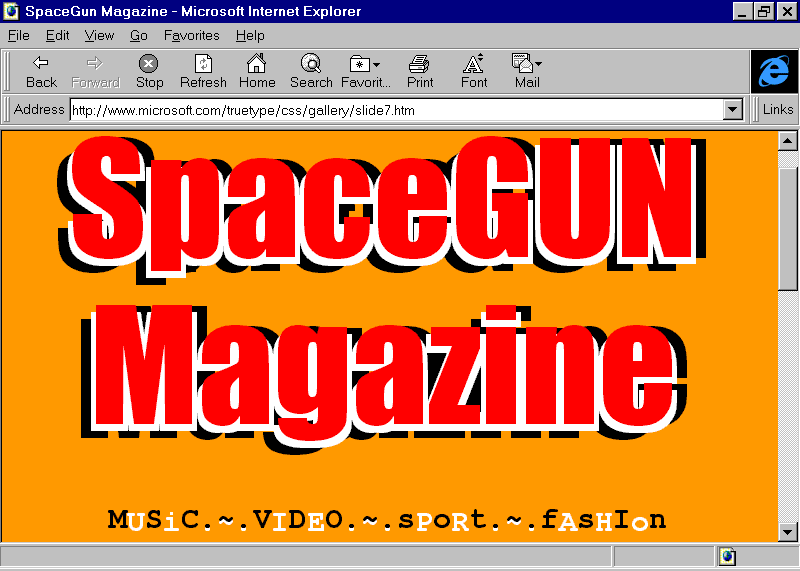 SpaceGun Magazine - Microsoft Internet Explorer
File Edit View Go Favorites Help
Back Forward Stop Refresh Home Search Favorit... Print Font Mail
Address http://www.microsoft.com/truetype/css/gallery/slide7.htm Links
SpaceGUN
Magazine
MUSiC.~.VIDEO.~.sPoRt.~.fAsHIon